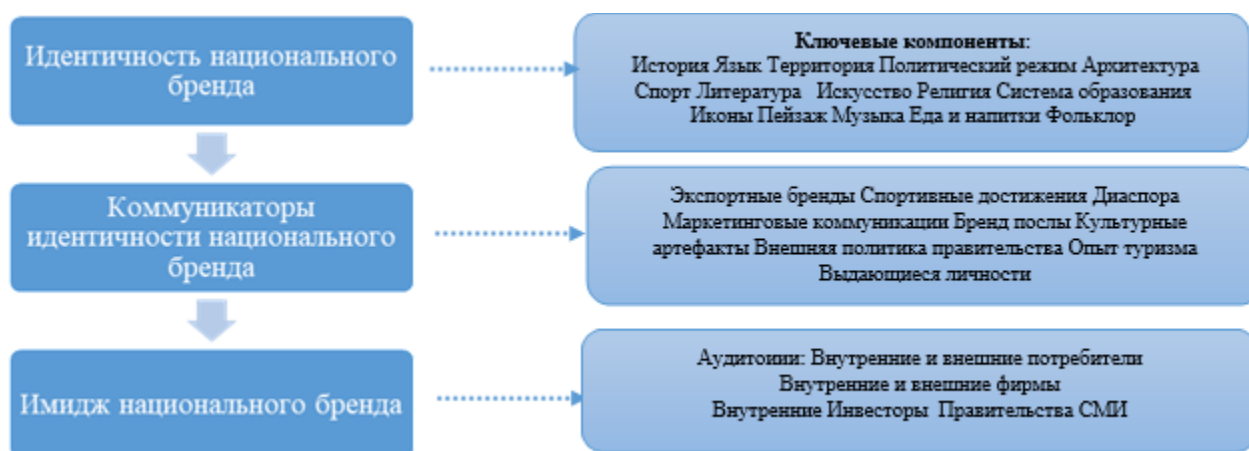 Идентичность национального
бренда
Ключевые компоненты:
История Язык Территория Политический режим Архитектура
Спорт Литература Искусство Религия Система образования
Иконы Пейзаж Музыка Еда и напитки Фольклор
Коммуникаторы
идентичности национального
бренда
Экспортные бренды Спортивные достижения Диаспора
Маркетинговые коммуникации Бренд послы Культурные
артефакты Внешняя политика правительства Опыт туризма
Выдающиеся личности
Имидж национального бренда
Аудитоиии: Внутренние и внешние потребители
Внутренние и внешние фирмы
Внутренние Инвесторы Правительства СМИ